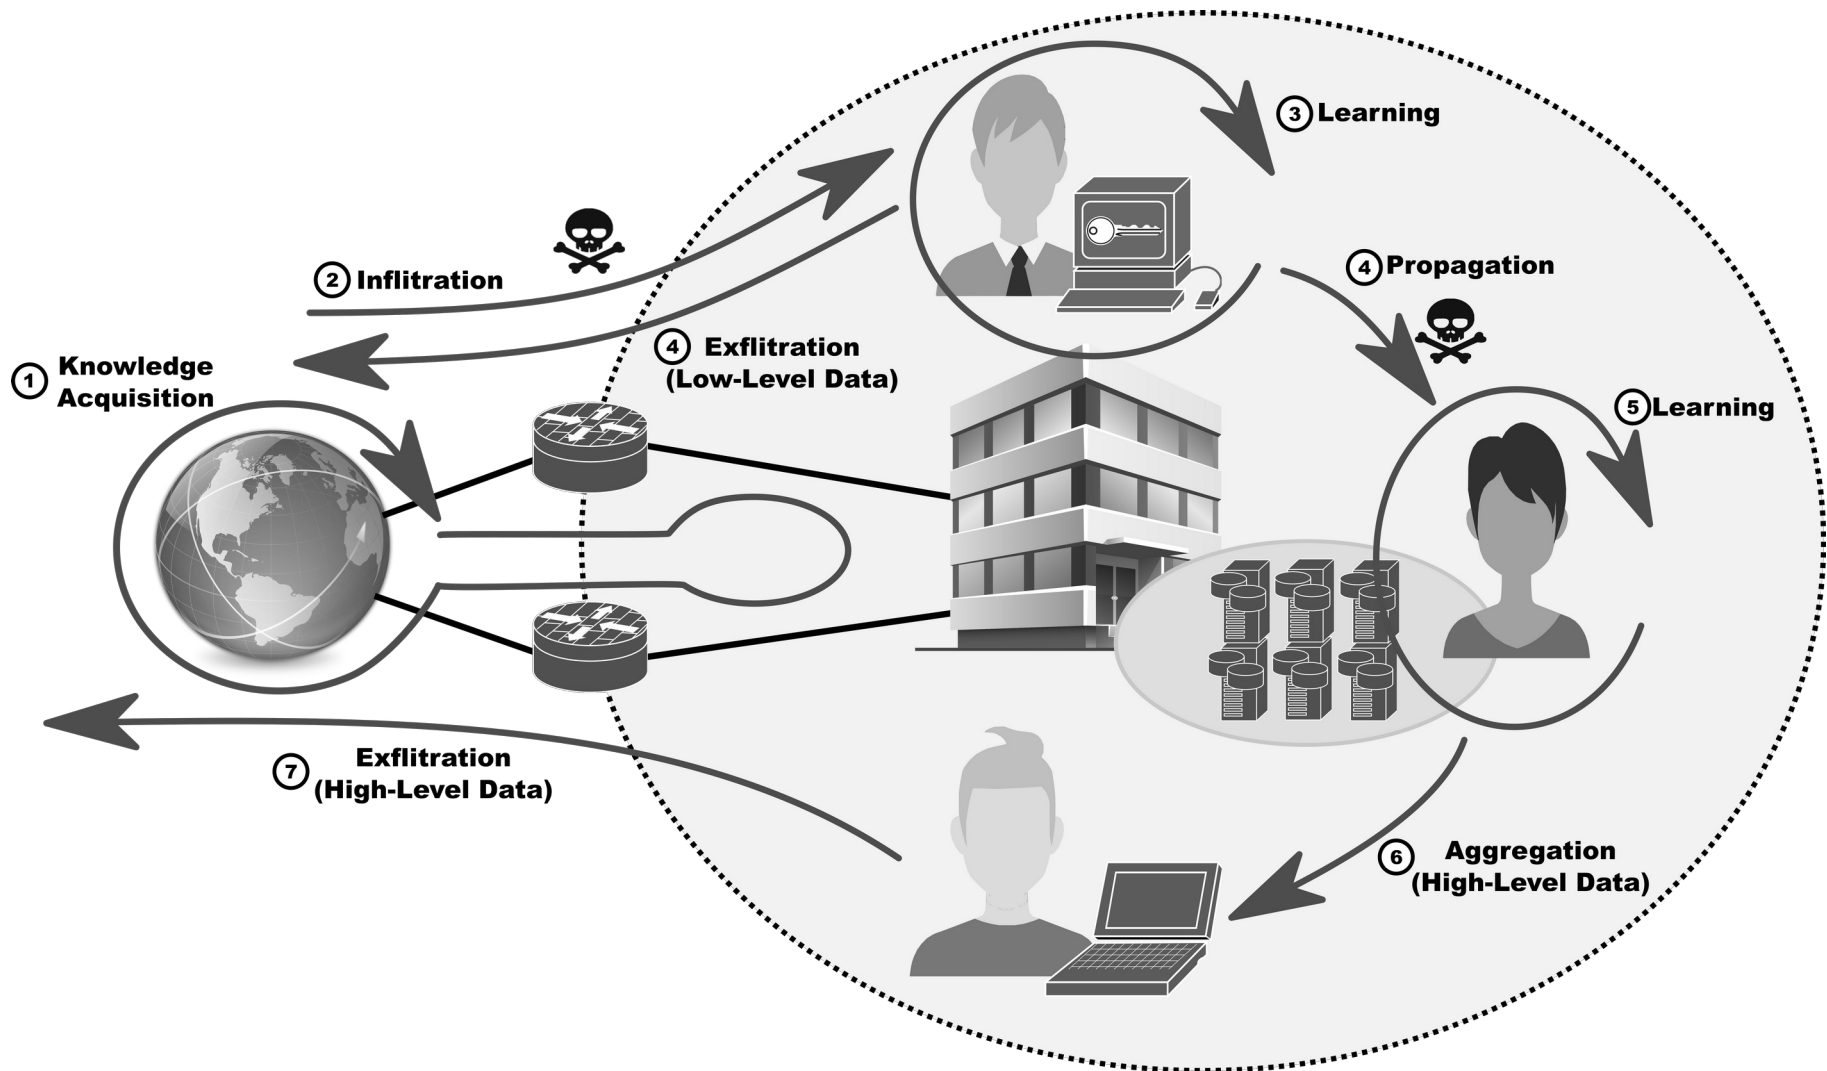 3 Learning
4 Propagation
2 Inflitration
4 Exflitration
(Low-Level Data)
1 Knowledge
Acquisition
5 Learning
7 Exflitration
(High-Level Data)
6 Aggregation
(High-Level Data)